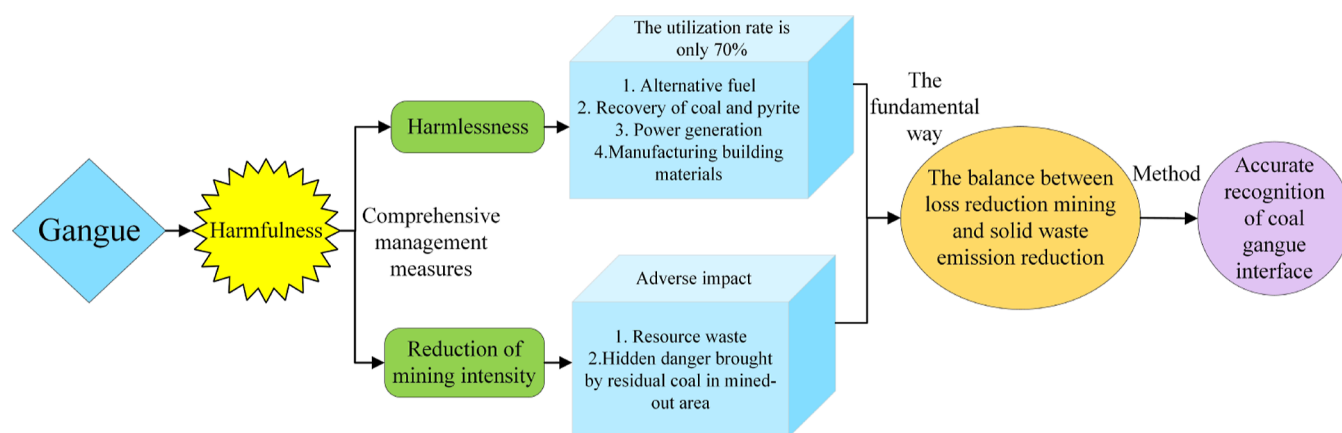 Gangue
Harmfulness
Comprehensive
management
measures
Harmlessness
The utilization rate is
only 70%
1. Alternative fuel
2. Recovery of coal and pyrite
3. Power generation
4.Manufacturing building
materials
Reduction of
mining intensity
Adverse impact
1. Resource waste
2.Hidden danger brought
by residual coal in mined-
out area
The
fundamental
way
The balance between
loss reduction mining
and solid waste
emission reduction
Method
Accurate
recognition
of coal
gangue
interface